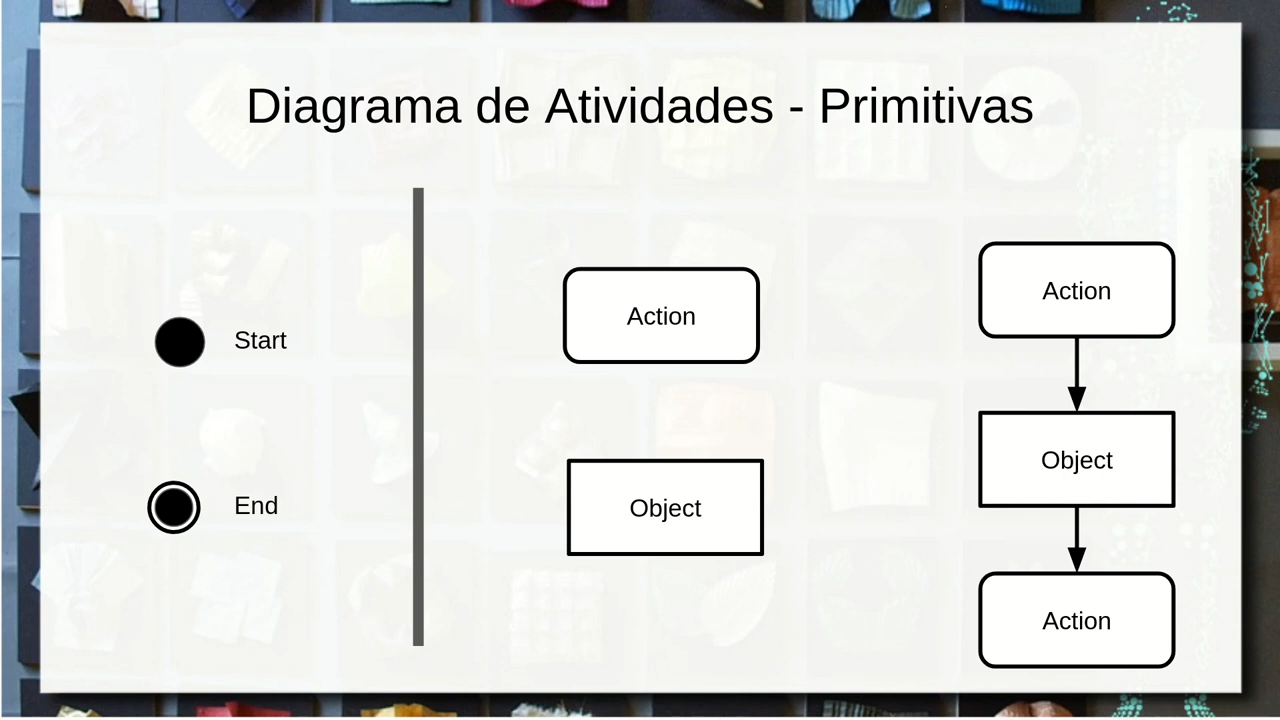 Diagrama de Atividades - Primitivas
Start
End
Action
Object
Action
Object
Action